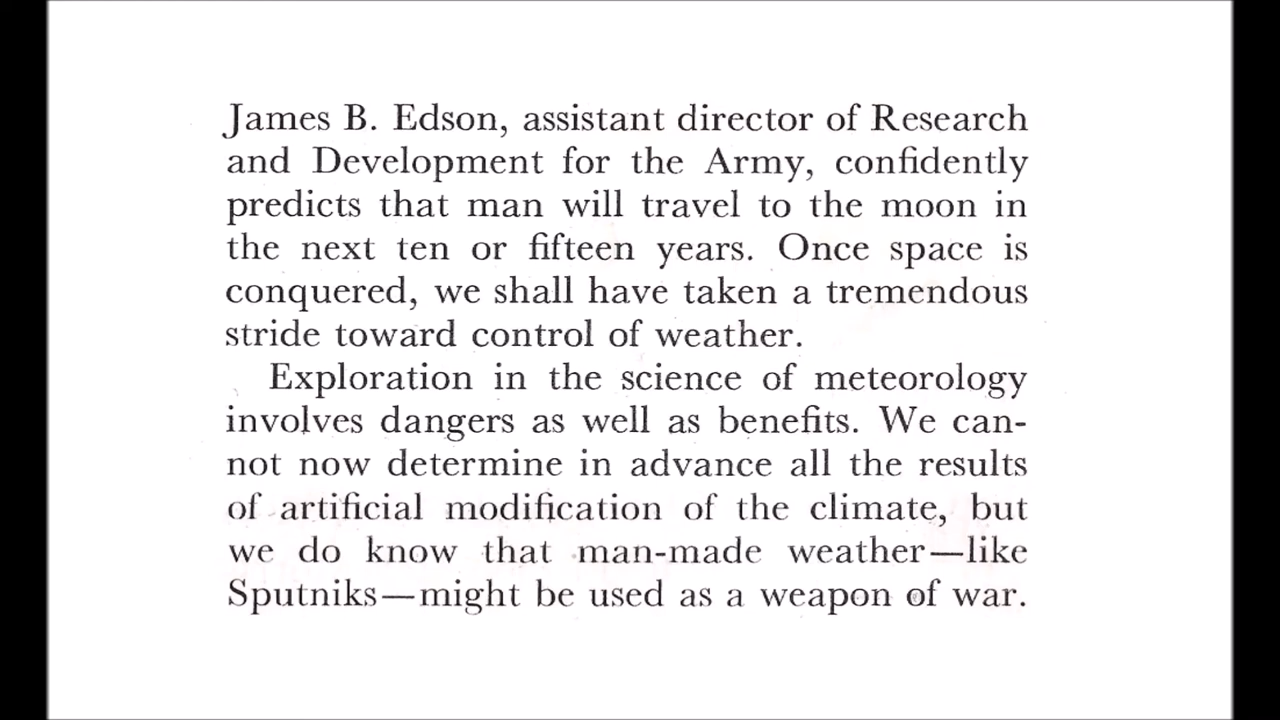 James B. Edson, assistant director of Research
and Development for the Army, confidently
predicts that man will travel to the moon in
the next ten or fifteen years. Once space is
conquered, we shall have taken a tremendous
stride toward control of weather.
Exploration in the science of meteorology
involves dangers as well as benefits. We can-
not now determine in advance all the results
of artificial modification of the climate, but
we do know that man-made weather—like
Sputniks—might be used as a weapon of war.